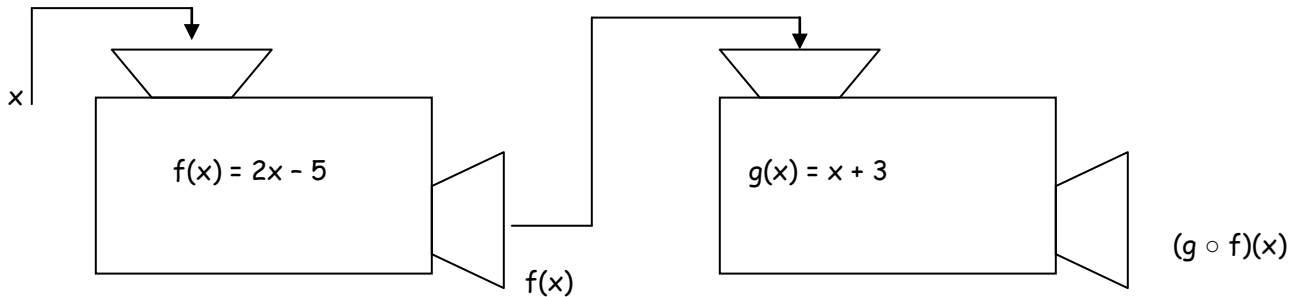 x
f(x) = 2x – 5
f(x)
g(x) = x + 3
(g ○ f)(x)